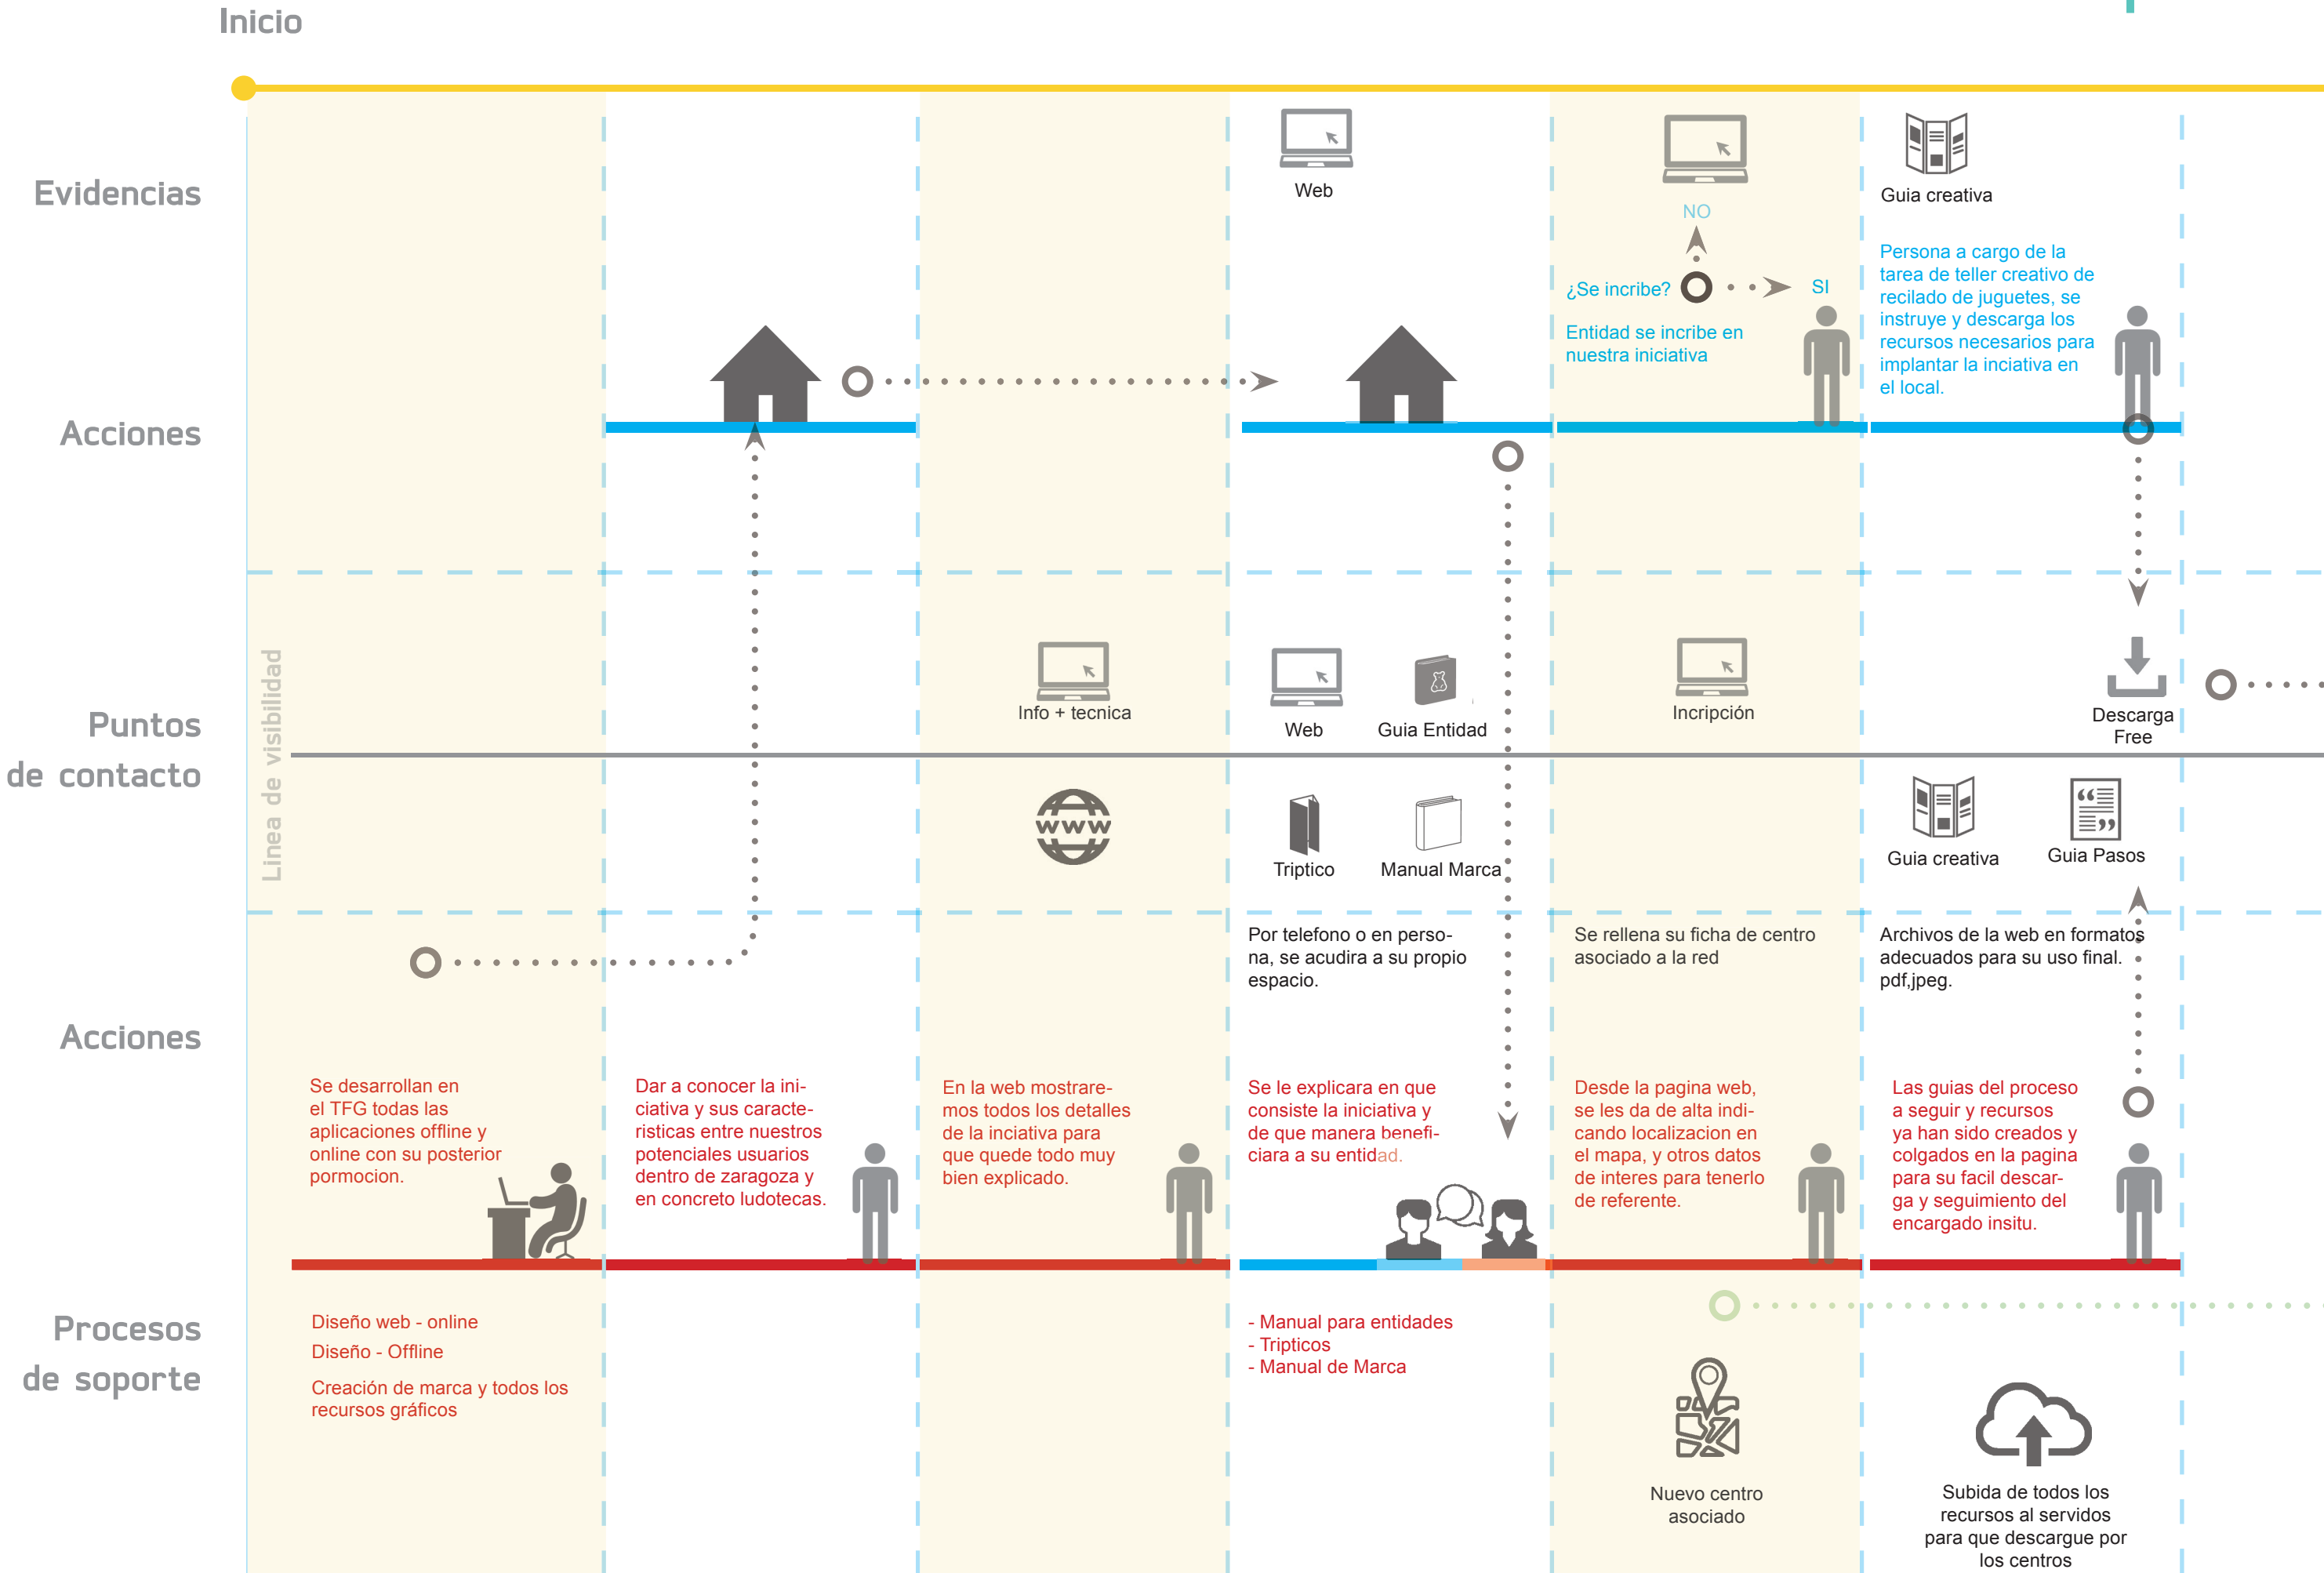 Inicio
Evidencias
Web
NO
¿Se incribe?
SI
Entidad se incribe en
nuestra iniciativa
Guia creativa
Persona a cargo de la
tarea de teller creativo de
recilado de juguetes, se
instruye y descarga los
recursos necesarios para
implantar la inciativa en
el local.
Acciones
Linea de visibilidad
Puntos
de contacto
Info + tecnica
Web
Guia Entidad
Incripción
Descarga
Free
WWW
Triptico
Manual Marca
Guia creativa
Guia Pasos
Acciones
Por telefono o en perso-
na, se acudira a su propio
espacio.
Se rellena su ficha de centro
asociado a la red
Archivos de la web en formatos
adecuados para su uso final.
pdf,jpeg.
Se desarrollan en
el TFG todas las
aplicaciones offline y
online con su posterior
pormocion.
Dar a conocer la ini-
ciativa y sus caracte-
risticas entre nuestros
potenciales usuarios
dentro de zaragoza y
en concreto ludotecas.
En la web mostrare-
mos todos los detalles
de la inciativa para
que quede todo muy
bien explicado.
Se le explicara en que
consiste la iniciativa y
de que manera benefi-
ciara a su entidad.
Desde la pagina web,
se les da de alta indi-
cando localizacion en
el mapa, y otros datos
de interes para tenerlo
de referente.
Las guias del proceso
a seguir y recursos
ya han sido creados y
colgados en la pagina
para su facil descar-
ga y seguimiento del
encargado insitu.
Procesos
de soporte
Diseño web - online
Diseño - Offline
Creación de marca y todos los
recursos gráficos
- Manual para entidades
- Tripticos
- Manual de Marca
Nuevo centro
asociado
Subida de todos los
recursos al servidos
para que descargue por
los centros